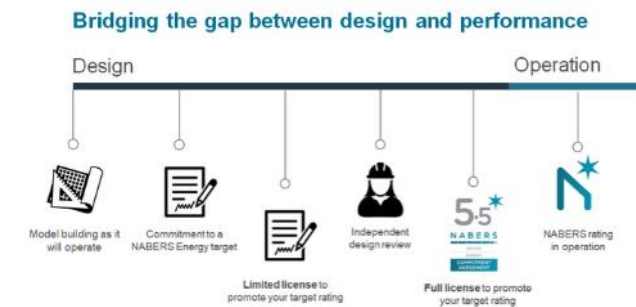 Bridging the gap between design and performance
Design
Operation
Model building as it
will operate
Commitment to a
NABERS Energy target
Limited license to
promote your target rating
Independent
design review
5.5
NABERS
COMMITMENT
AGREEMENT
Full license to promote
your target rating
NABERS rating
in operation